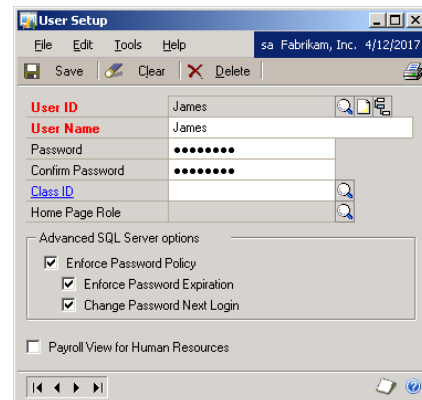 User Setup
File Edit Tools Help sa Fabrikam, Inc. 4/12/2017
Save Clear Delete
User ID James
User Name James
Password ●●●●●●●●
Confirm Password ●●●●●●●●
Class ID
Home Page Role
Advanced SQL Server options
Enforce Password Policy
Enforce Password Expiration
Change Password Next Login
Payroll View for Human Resources